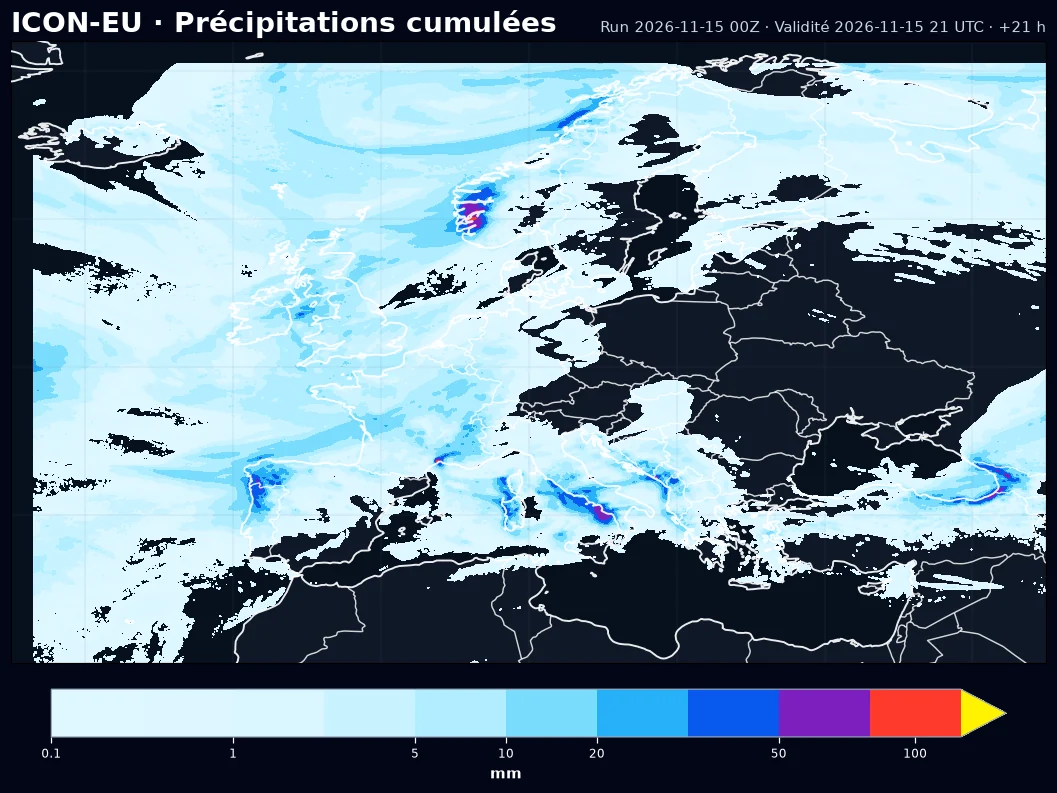 ICON-EU · Précipitations cumulées
Run 2026-11-15 00Z · Validité 2026-11-15 21 UTC · +21 h
0.1 1 5 10 20 50 100
mm